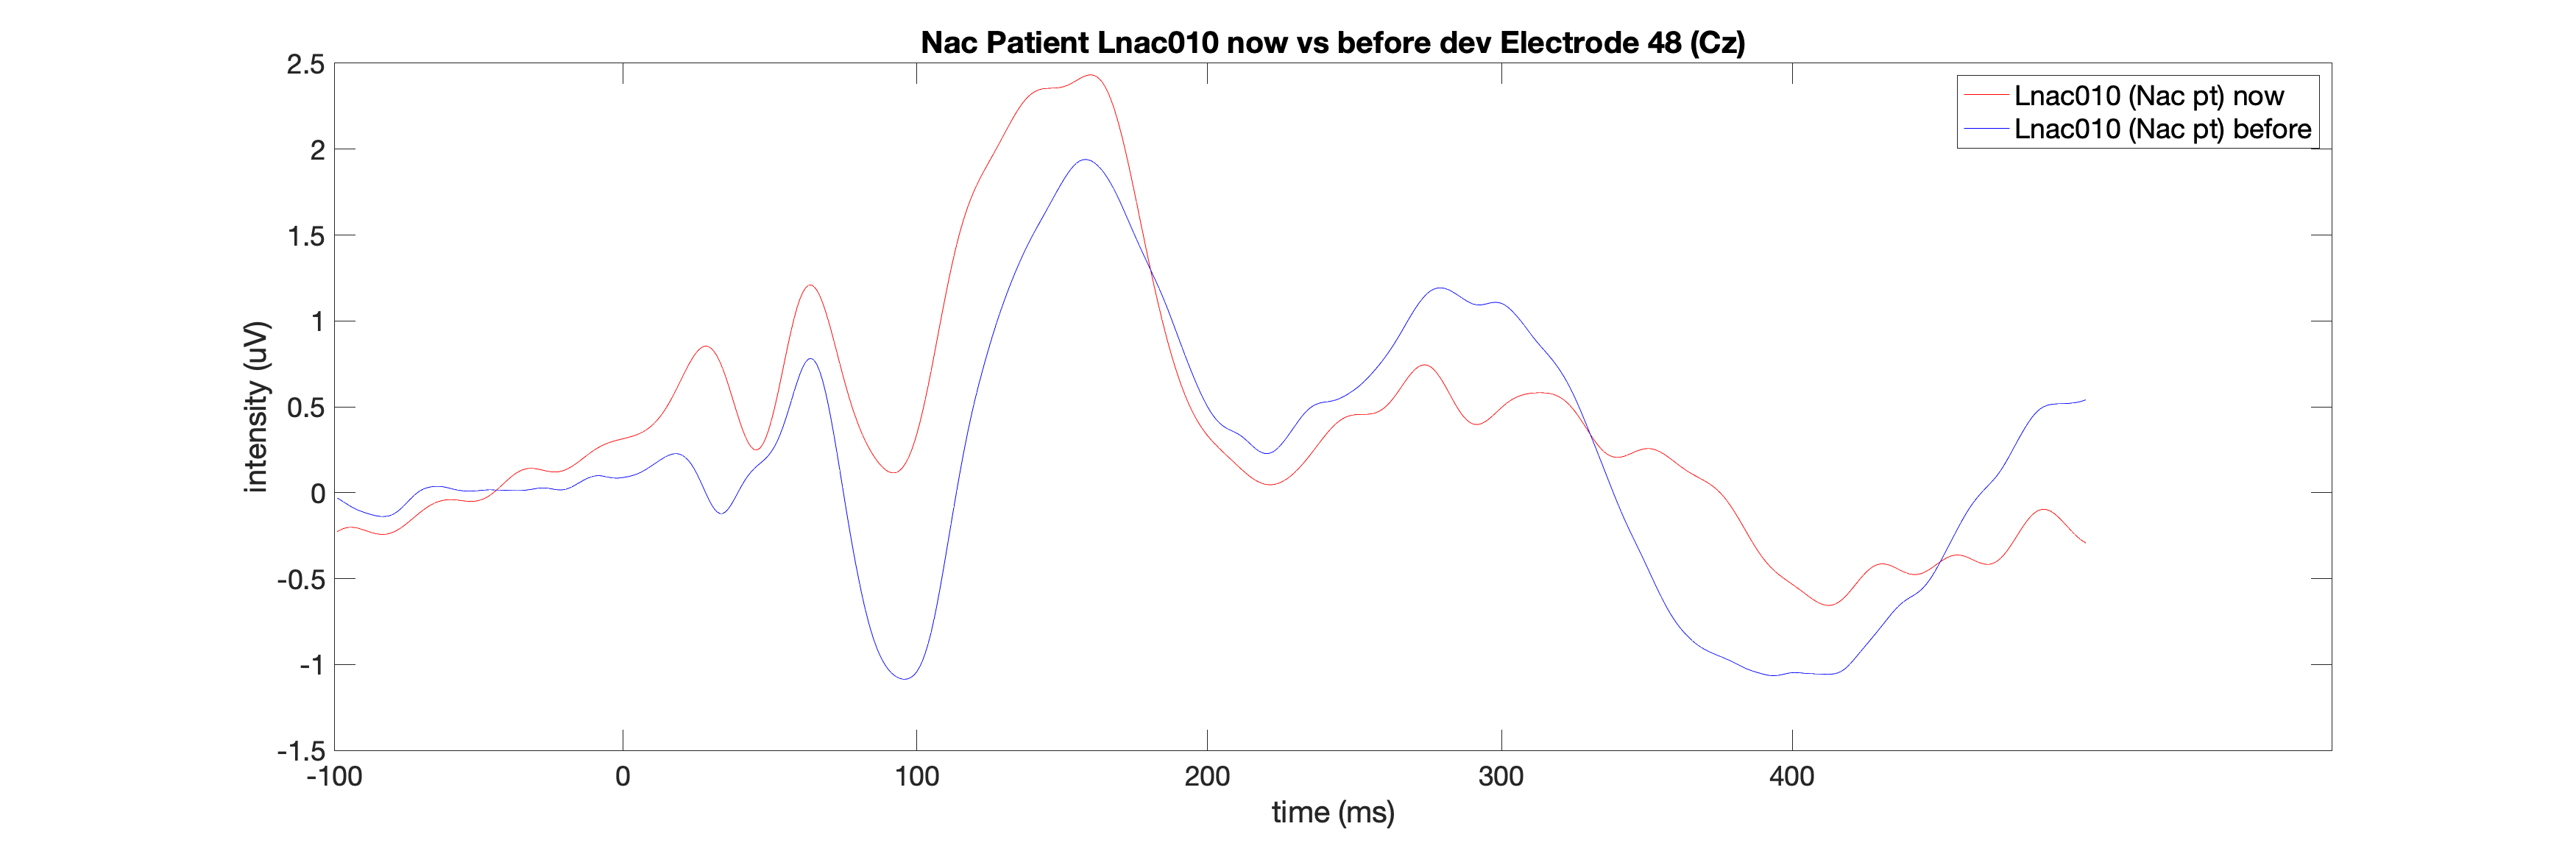 Nac Patient Lnac010 now vs before dev Electrode 48 (Cz)
Lnac010 (Nac pt) now
Lnac010 (Nac pt) before
intensity (uV)
2.5
2
1.5
1
0.5
0
-0.5
-1
-1.5
-100 0 100 200 300 400
time (ms)